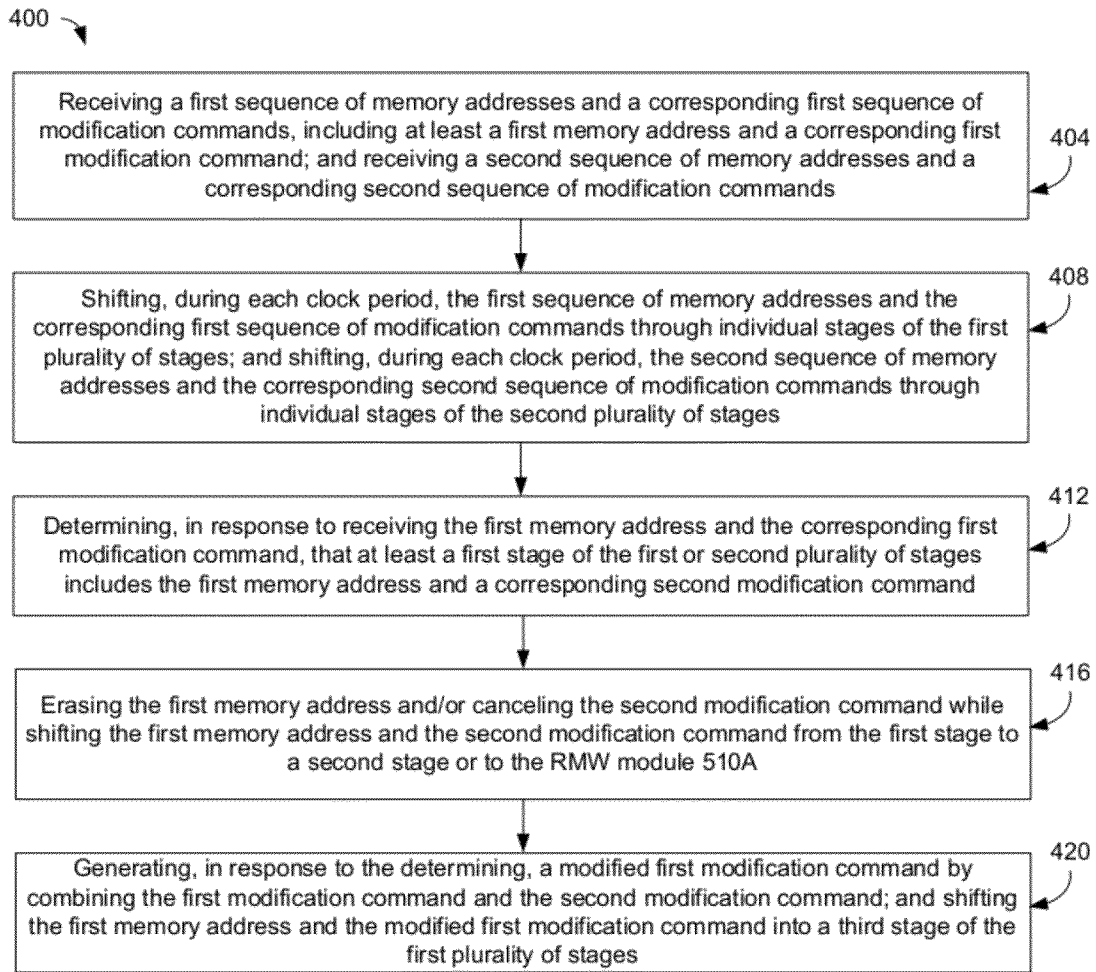 400
Receiving a first sequence of memory addresses and a corresponding first sequence of
modification commands, including at least a first memory address and a corresponding first
modification command; and receiving a second sequence of memory addresses and a
corresponding second sequence of modification commands
404
408
Shifting, during each clock period, the first sequence of memory addresses and the
corresponding first sequence of modification commands through individual stages of the first
plurality of stages; and shifting, during each clock period, the second sequence of memory
addresses and the corresponding second sequence of modification commands through
individual stages of the second plurality of stages
412
Determining, in response to receiving the first memory address and the corresponding first
modification command, that at least a first stage of the first or second plurality of stages
includes the first memory address and a corresponding second modification command
416
Erasing the first memory address and/or canceling the second modification command while
shifting the first memory address and the second modification command from the first stage to
a second stage or to the RMW module 510A
420
Generating, in response to the determining, a modified first modification command by
combining the first modification command and the second modification command; and shifting
the first memory address and the modified first modification command into a third stage of the
first plurality of stages